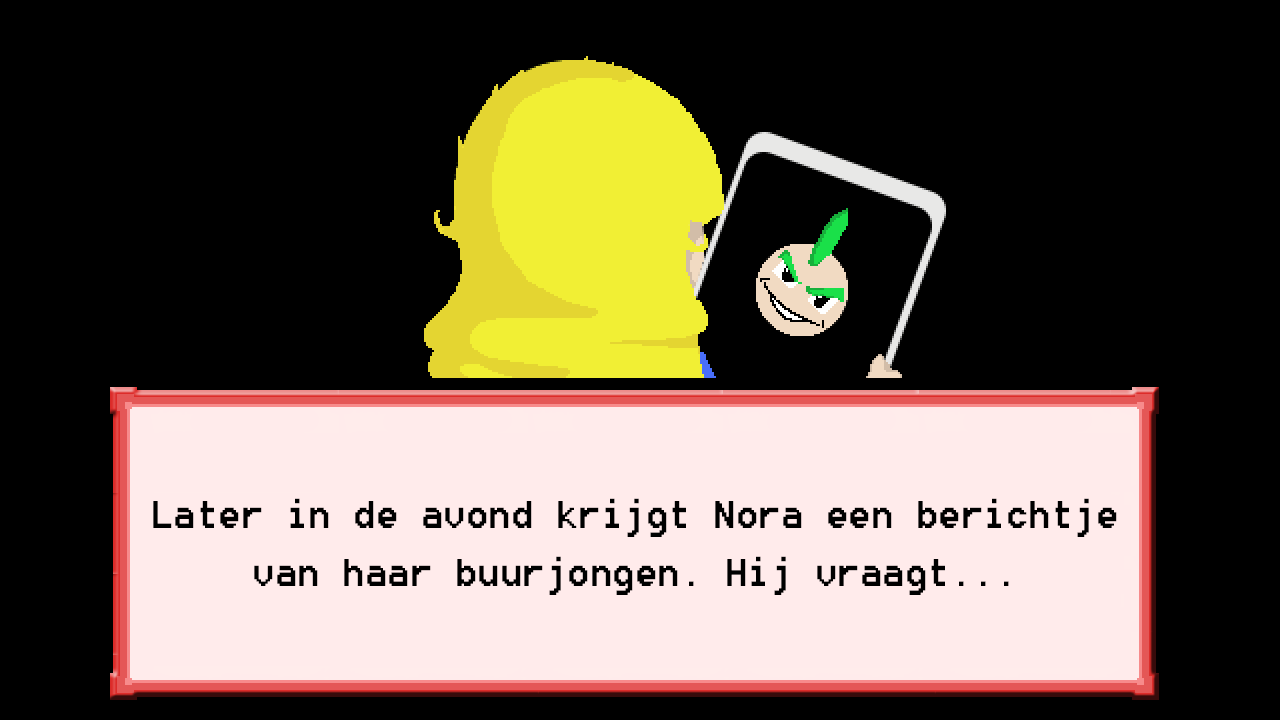 Later in de avond krijgt Nora een berichtje
van haar buurjongen. Hij vraagt...